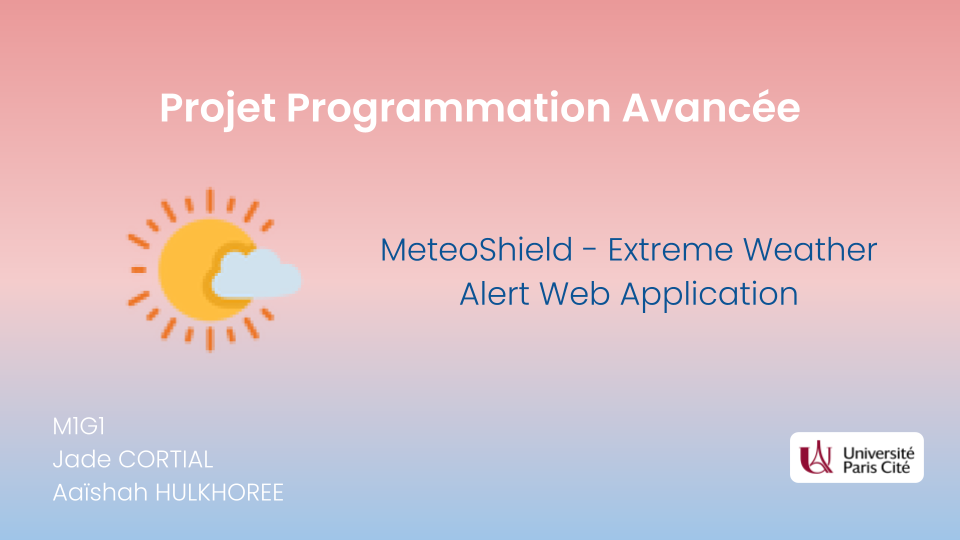 Projet Programmation Avancée
MeteoShield - Extreme Weather
Alert Web Application
M1G1
Jade CORTIAL
Aaïshah HULKHOREE
Université
Paris Cité